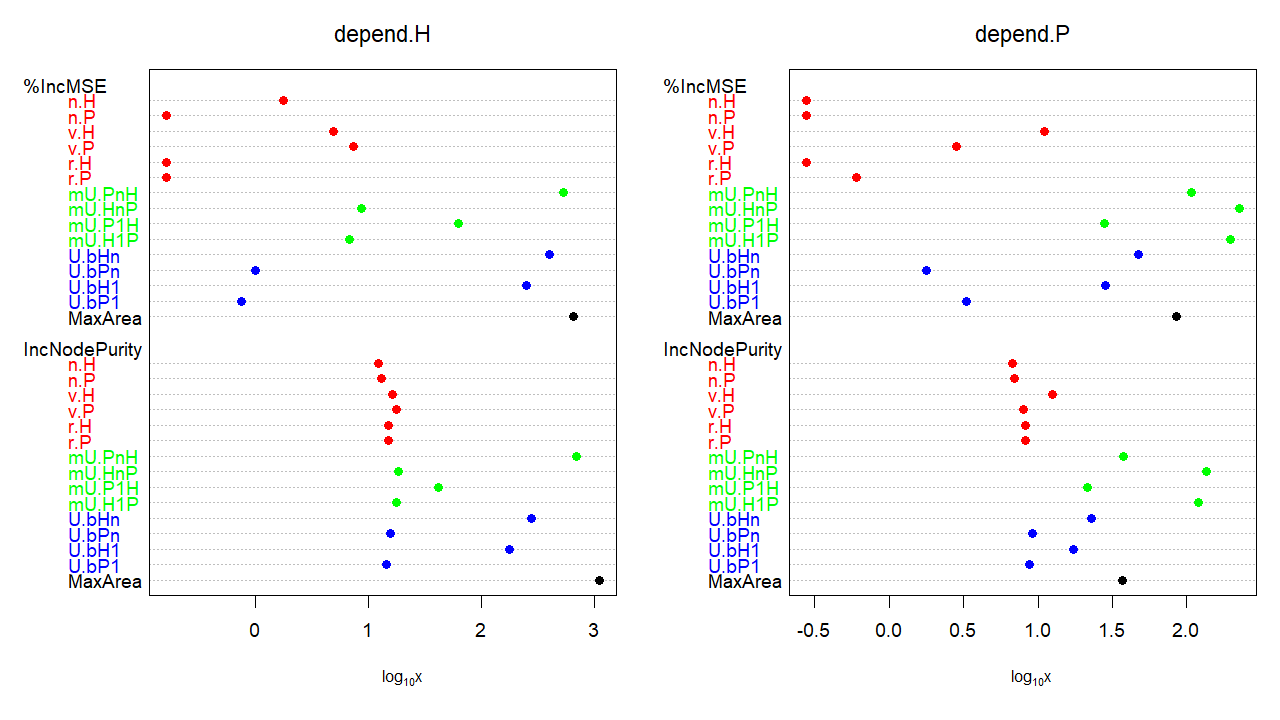 depend.H
%IncMSE
n.H
n.P
v.H
v.P
r.H
r.P
mU.PnH
mU.HnP
mU.P1H
mU.H1P
U.bHn
U.bPn
U.bH1
U.bP1
MaxArea
IncNodePurity
n.H
n.P
v.H
v.P
r.H
r.P
mU.PnH
mU.HnP
mU.P1H
mU.H1P
U.bHn
U.bPn
U.bH1
U.bP1
MaxArea
0 1 2 3
log₁₀x
depend.P
%IncMSE
n.H
n.P
v.H
v.P
r.H
r.P
mU.PnH
mU.HnP
mU.P1H
mU.H1P
U.bHn
U.bPn
U.bH1
U.bP1
MaxArea
IncNodePurity
n.H
n.P
v.H
v.P
r.H
r.P
mU.PnH
mU.HnP
mU.P1H
mU.H1P
U.bHn
U.bPn
U.bH1
U.bP1
MaxArea
-0.5 0.0 0.5 1.0 1.5 2.0
log₁₀x